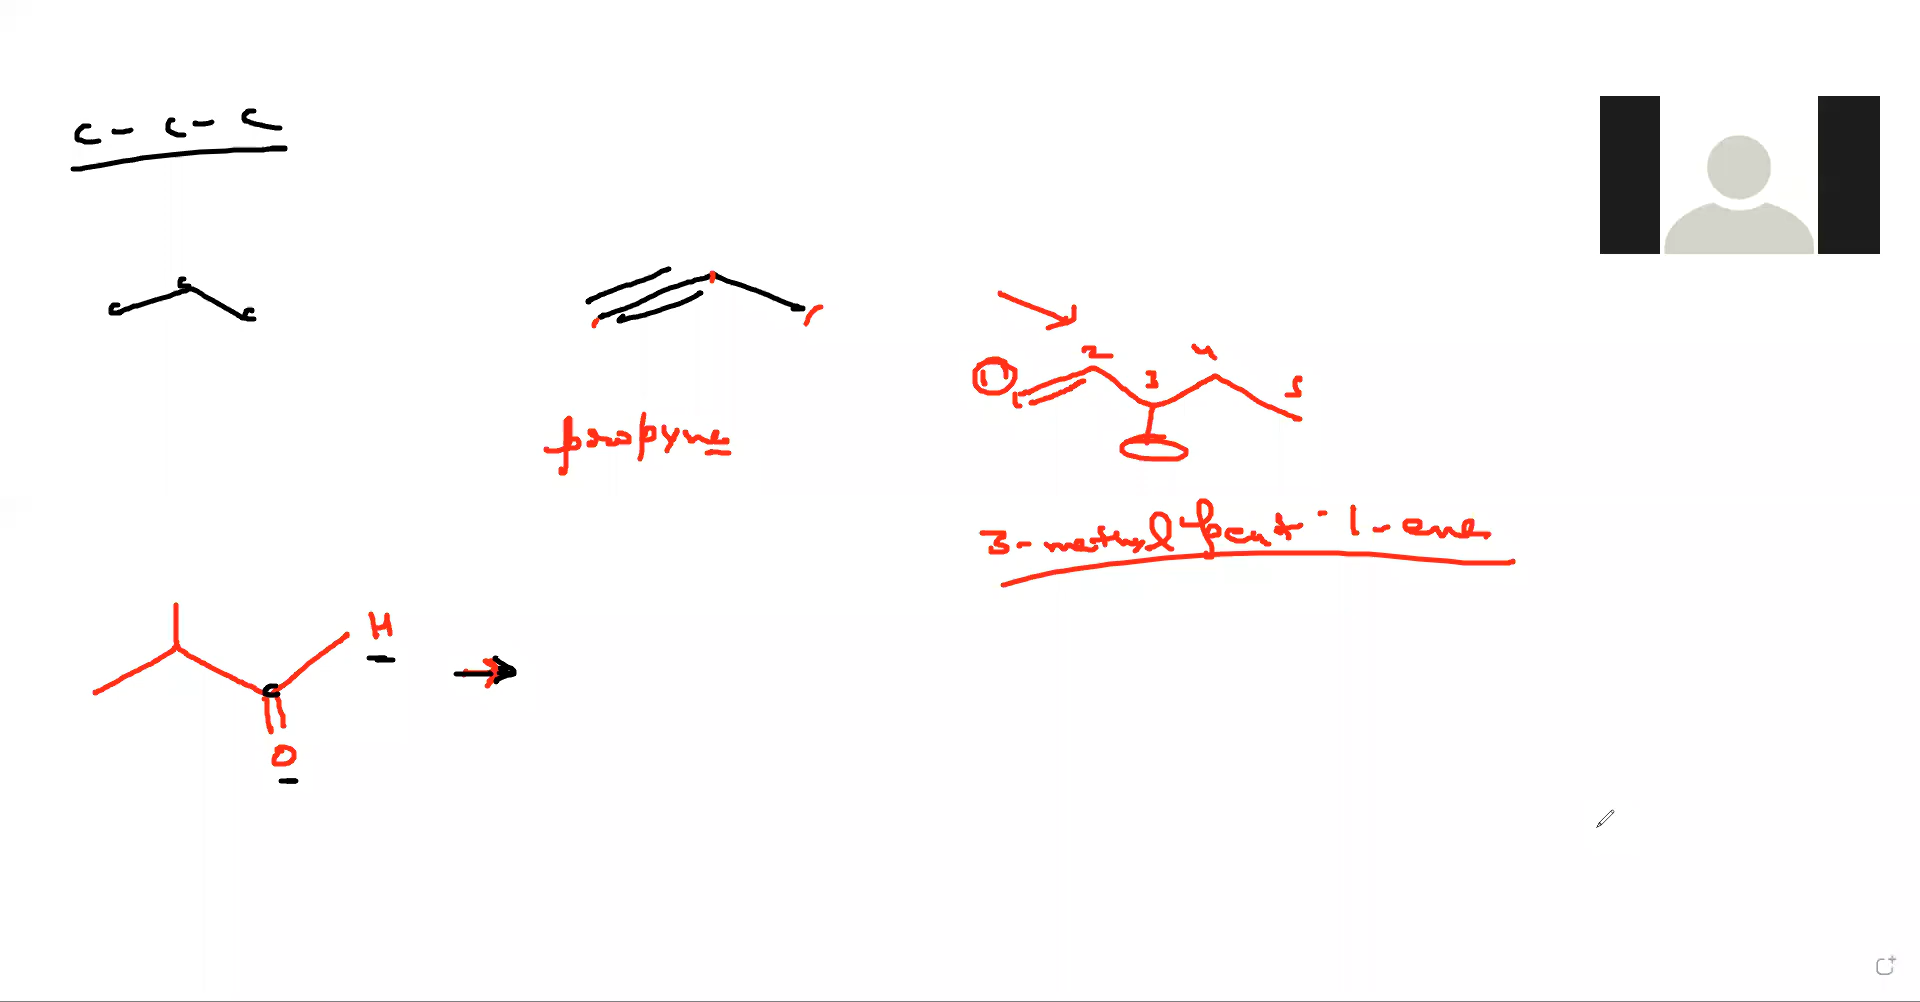 C - C - C
C C C
propyne
1 2 3 4 5
3-methyl pent-1-ene
H
C
O